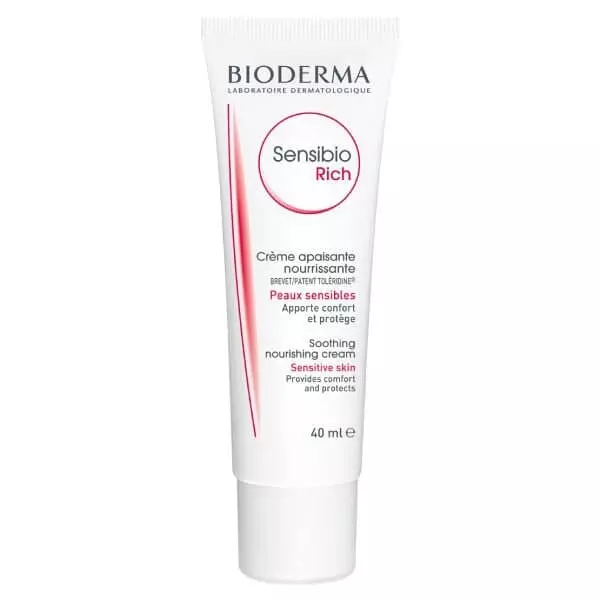 BIODERMA
LABORATOIRE DERMATOLOGIQUE
Sensibio
Rich
Crème apaisante
nourrissante
BREVET/PATENT TOLÉRIDINE®
Peaux sensibles
Apporte confort
et protège
Soothing
nourishing cream
Sensitive skin
Provides comfort
and protects
40 ml ℮